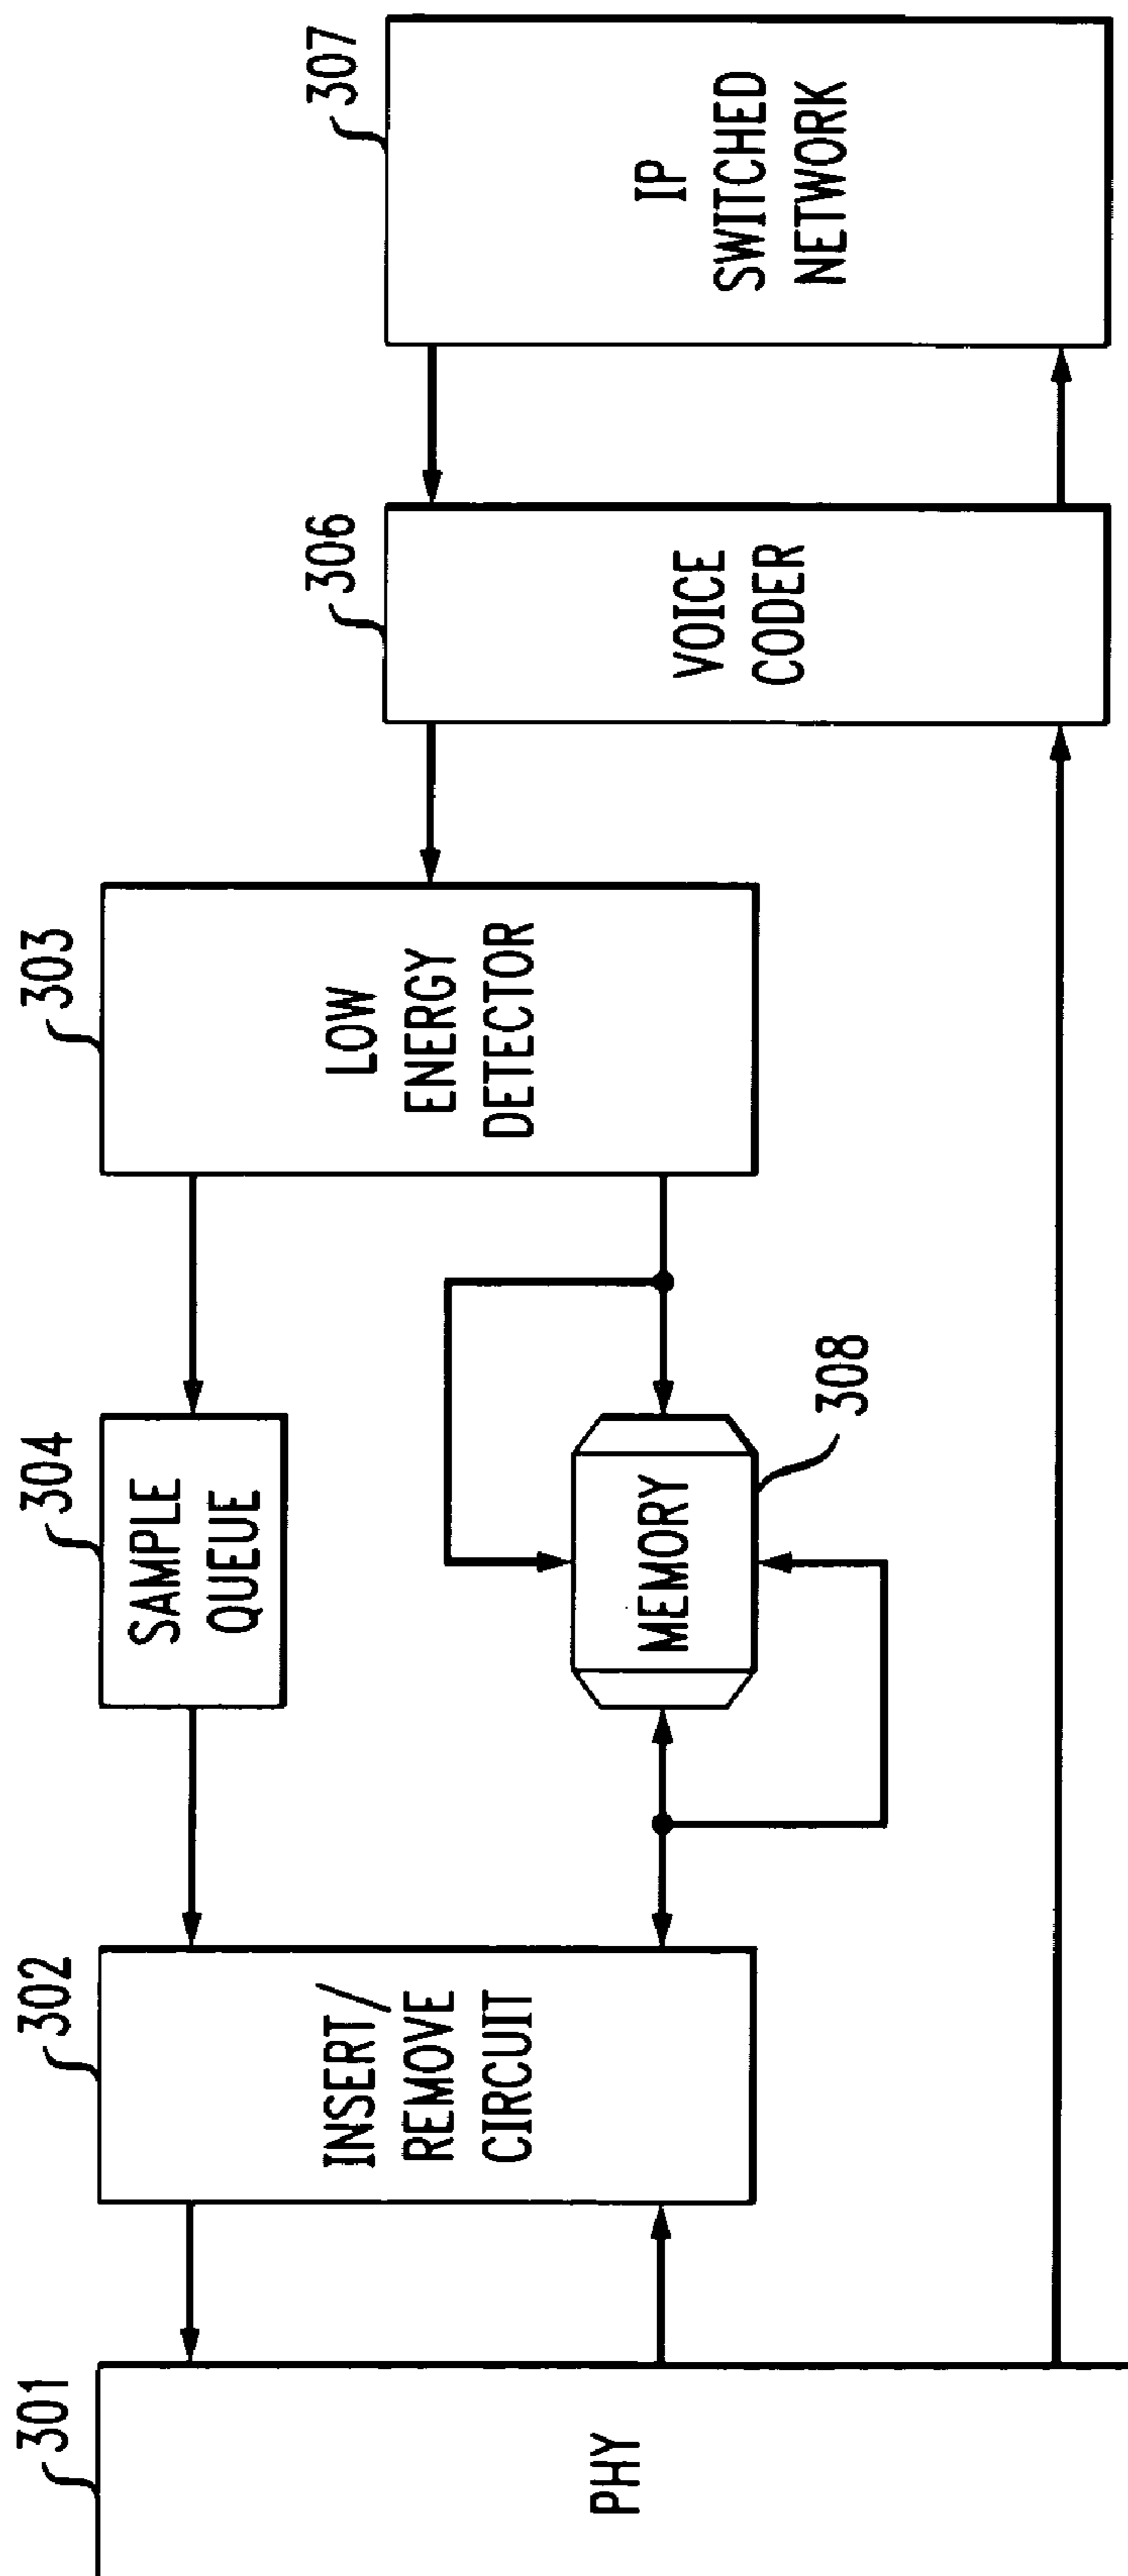 301
PHY
302
INSERT/
REMOVE
CIRCUIT
304
SAMPLE
QUEUE
MEMORY
308
303
LOW
ENERGY
DETECTOR
306
VOICE
CODER
307
IP
SWITCHED
NETWORK